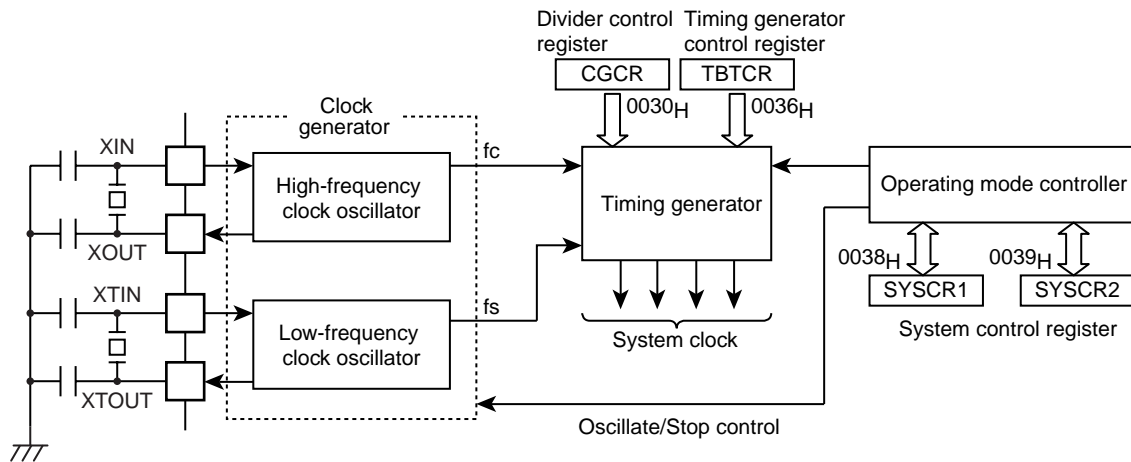 Divider control
register
CGCR
0030H
Timing generator
control register
TBTCR
0036H
Clock
generator
XIN
XOUT
XTIN
XTOUT
High-frequency
clock oscillator
fc
Low-frequency
clock oscillator
fs
Timing generator
System clock
Operating mode controller
0038H
SYSCR1
0039H
SYSCR2
System control register
Oscillate/Stop control